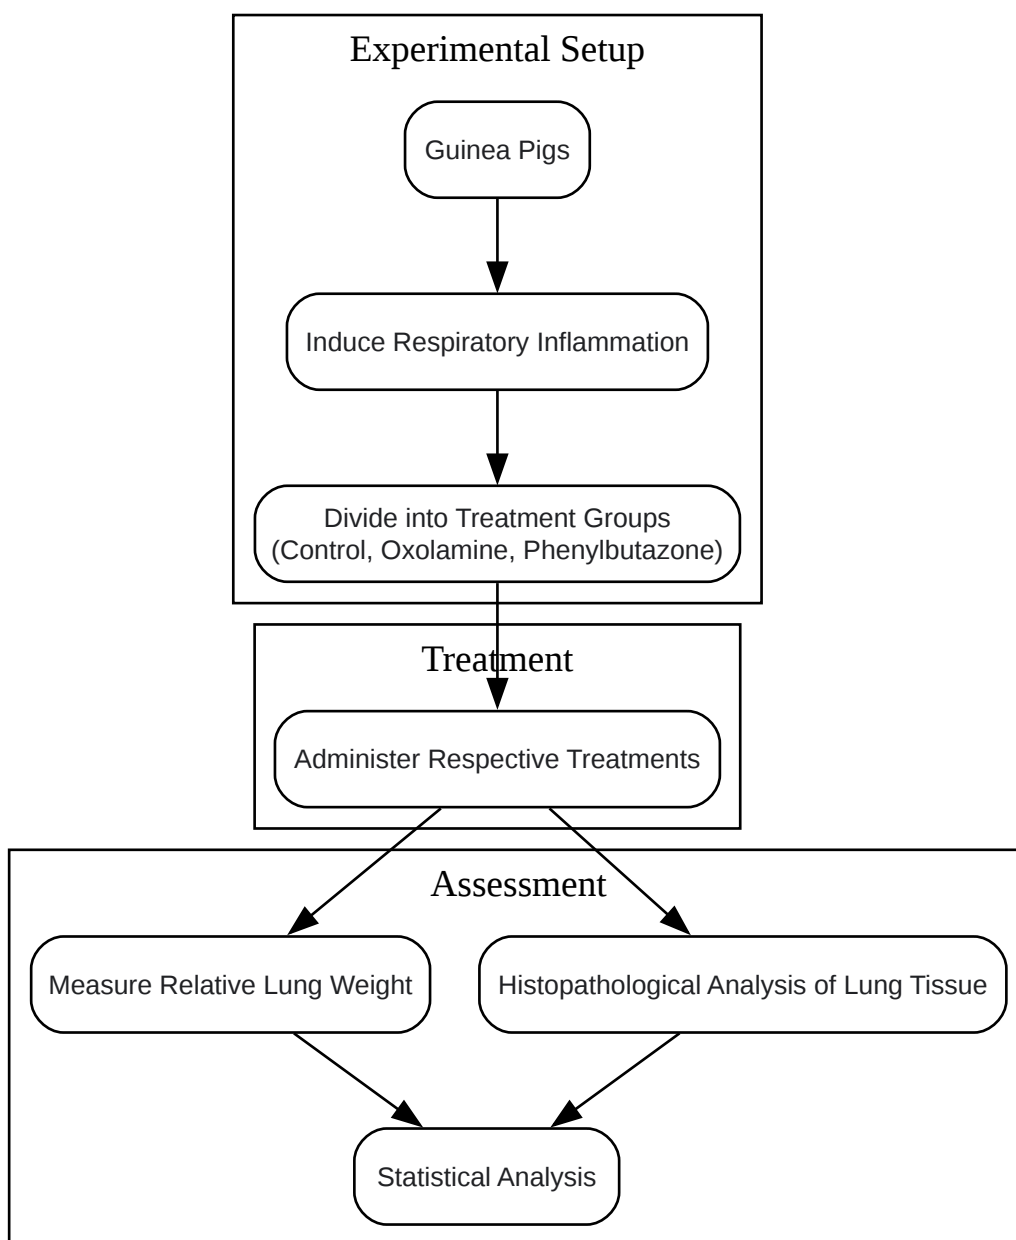 Experimental Setup
Guinea Pigs
Induce Respiratory Inflammation
Divide into Treatment Groups
(Control, Oxolamine, Phenylbutazone)
Treatment
Administer Respective Treatments
Assessment
Measure Relative Lung Weight
Histopathological Analysis of Lung Tissue
Statistical Analysis